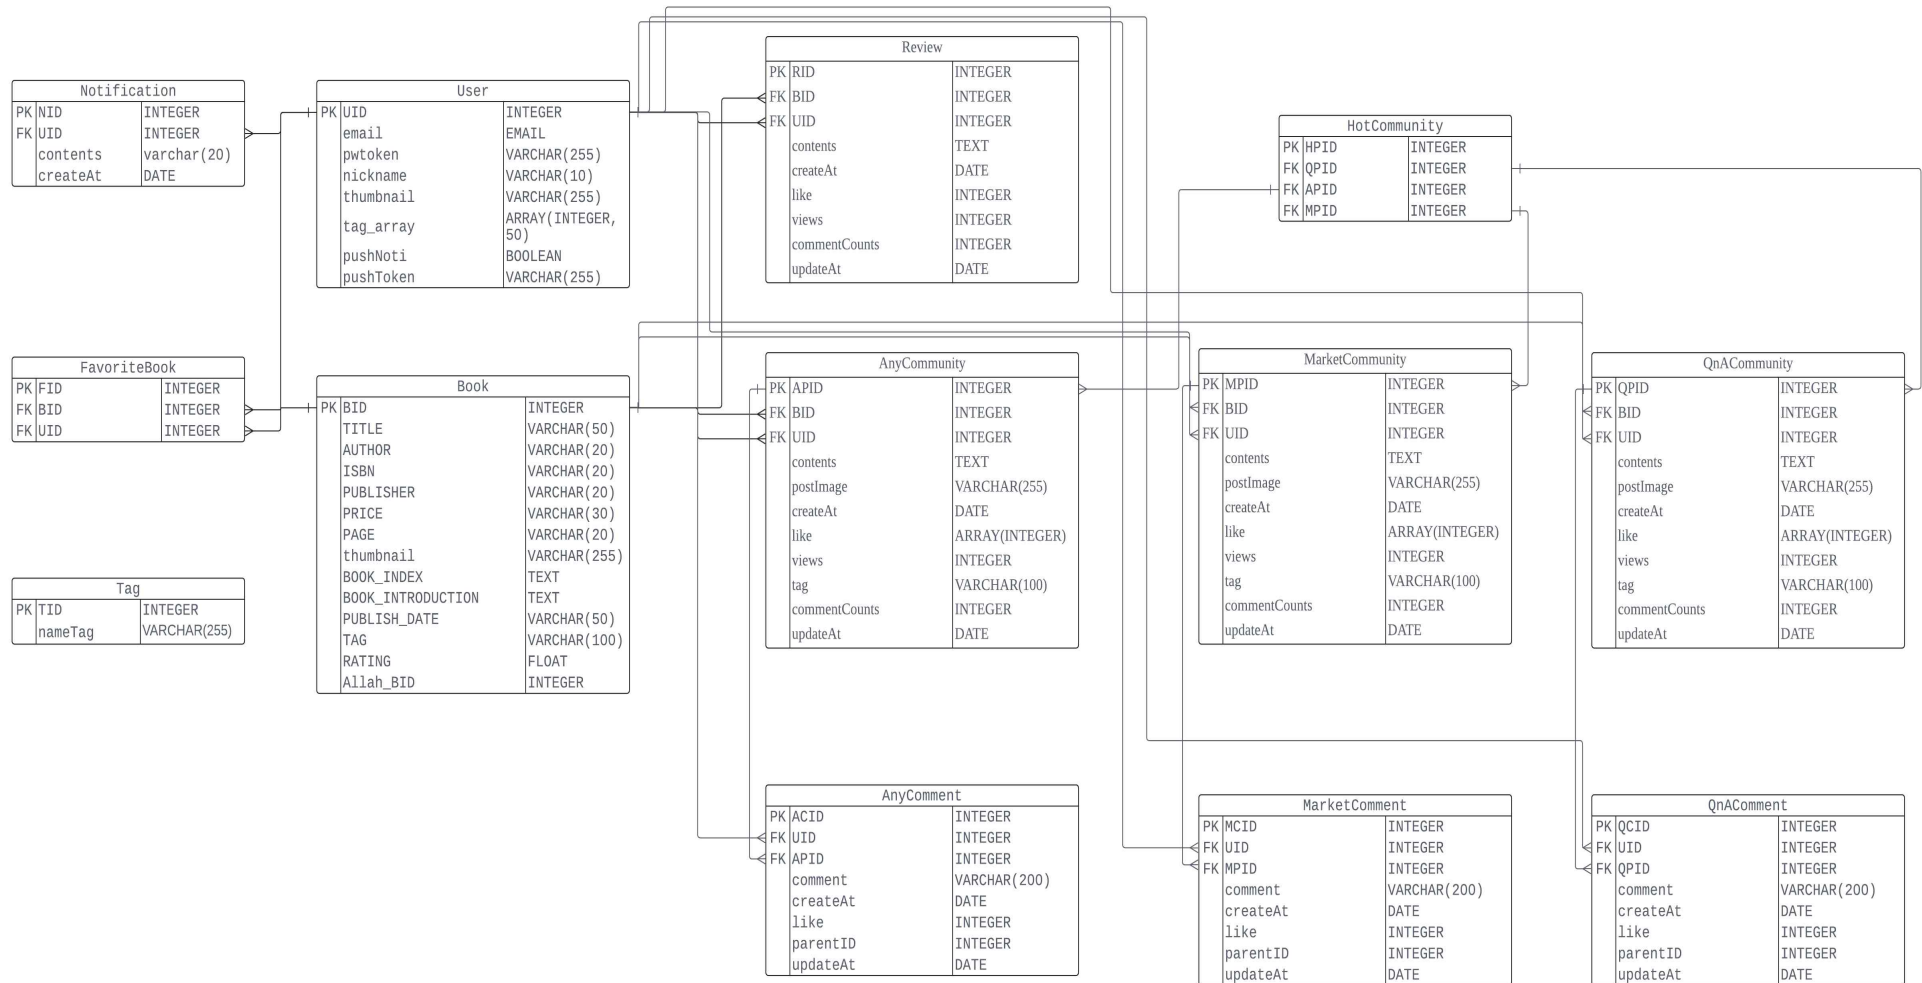 Notification
PK NID INTEGER
FK UID INTEGER
contents varchar(20)
createAt DATE
User
PK UID INTEGER
email EMAIL
pwtoken VARCHAR(255)
nickname VARCHAR(10)
thumbnail VARCHAR(255)
tag_array ARRAY(INTEGER,
50)
pushNoti BOOLEAN
pushToken VARCHAR(255)
Review
PK RID INTEGER
FK BID INTEGER
FK UID INTEGER
contents TEXT
createAt DATE
like INTEGER
views INTEGER
commentCounts INTEGER
updateAt DATE
HotCommunity
PK HPID INTEGER
FK QPID INTEGER
FK APID INTEGER
FK MPID INTEGER
FavoriteBook
PK FID INTEGER
FK BID INTEGER
FK UID INTEGER
Book
PK BID INTEGER
TITLE VARCHAR(50)
AUTHOR VARCHAR(20)
ISBN VARCHAR(20)
PUBLISHER VARCHAR(20)
PRICE VARCHAR(30)
PAGE VARCHAR(20)
thumbnail VARCHAR(255)
BOOK_INDEX TEXT
BOOK_INTRODUCTION TEXT
PUBLISH_DATE VARCHAR(50)
TAG VARCHAR(100)
RATING FLOAT
Allah_BID INTEGER
AnyCommunity
PK APID INTEGER
FK BID INTEGER
FK UID INTEGER
contents TEXT
postImage VARCHAR(255)
createAt DATE
like ARRAY(INTEGER)
views INTEGER
tag VARCHAR(100)
commentCounts INTEGER
updateAt DATE
MarketCommunity
PK MPID INTEGER
FK BID INTEGER
FK UID INTEGER
contents TEXT
postImage VARCHAR(255)
createAt DATE
like ARRAY(INTEGER)
views INTEGER
tag VARCHAR(100)
commentCounts INTEGER
updateAt DATE
QnACommunity
PK QPID INTEGER
FK BID INTEGER
FK UID INTEGER
contents TEXT
postImage VARCHAR(255)
createAt DATE
like ARRAY(INTEGER)
views INTEGER
tag VARCHAR(100)
commentCounts INTEGER
updateAt DATE
Tag
PK TID INTEGER
nameTag VARCHAR(255)
AnyComment
PK ACID INTEGER
FK UID INTEGER
FK APID INTEGER
comment VARCHAR(200)
createAt DATE
like INTEGER
parentID INTEGER
updateAt DATE
MarketComment
PK MCID INTEGER
FK UID INTEGER
FK MPID INTEGER
comment VARCHAR(200)
createAt DATE
like INTEGER
parentID INTEGER
updateAt DATE
QnAComment
PK QCID INTEGER
FK UID INTEGER
FK QPID INTEGER
comment VARCHAR(200)
createAt DATE
like INTEGER
parentID INTEGER
updateAt DATE